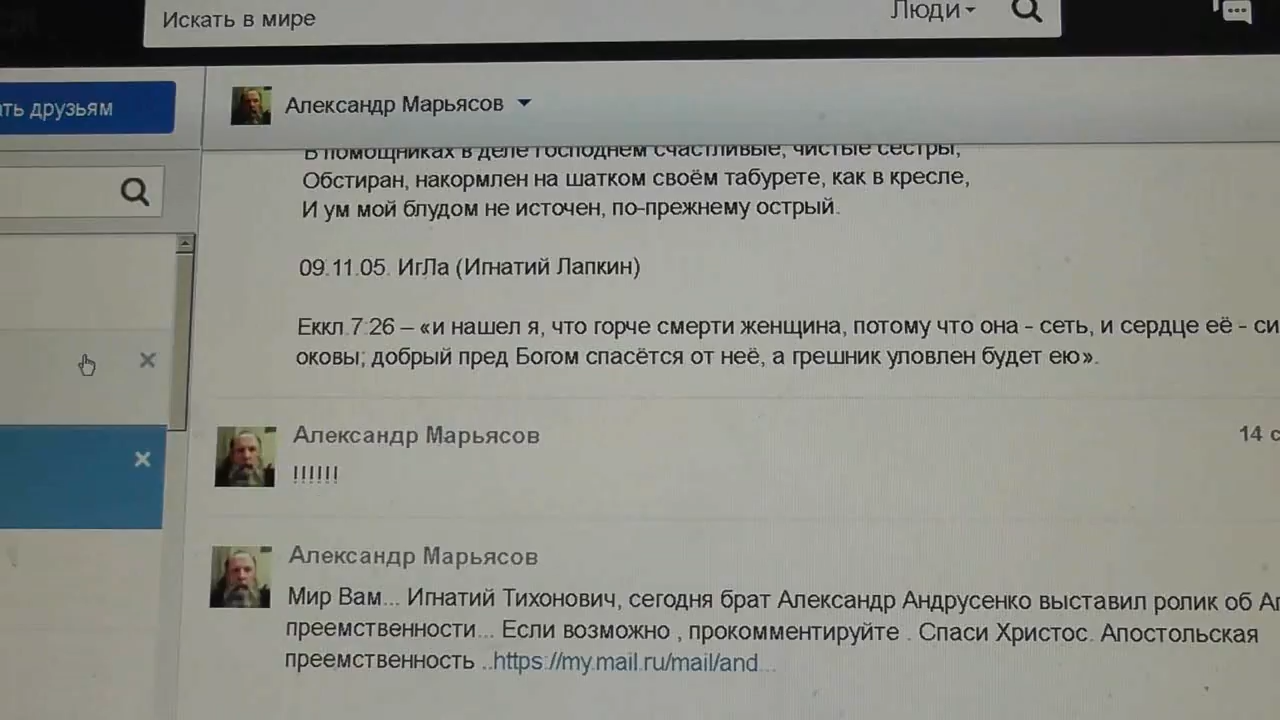 Искать в мире
Люди
ать друзьям
Александр Марьясов
В помощниках в деле Господнем счастливые, чистые сёстры,
Обстиран, накормлен на шатком своём табурете, как в кресле,
И ум мой блудом не источен, по-прежнему острый.
09.11.05. ИгЛа (Игнатий Лапкин)
Еккл.7:26 – «и нашел я, что горче смерти женщина, потому что она - сеть, и сердце её - си
оковы; добрый пред Богом спасётся от неё, а грешник уловлен будет ею».
Александр Марьясов
14 с
!!!!!!
Александр Марьясов
Мир Вам... Игнатий Тихонович, сегодня брат Александр Андрусенко выставил ролик об Ап
преемственности... Если возможно , прокомментируйте . Спаси Христос. Апостольская
преемственность ..https://my.mail.ru/mail/and...